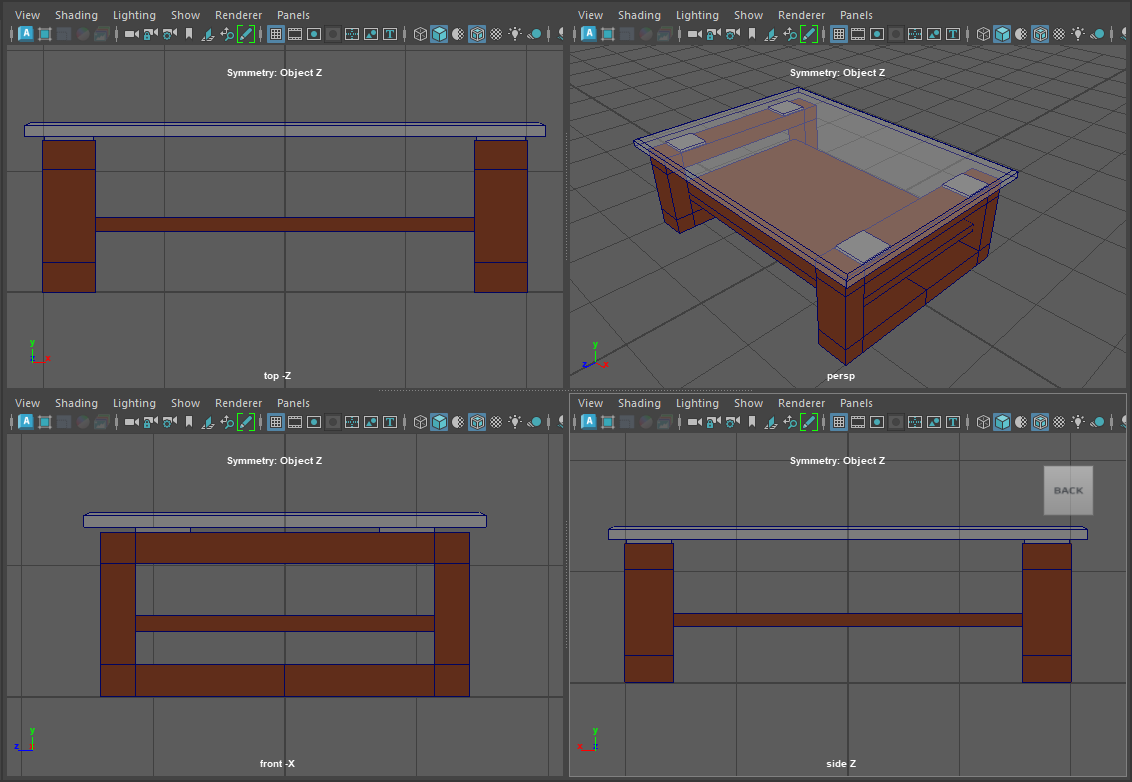 View Shading Lighting Show Renderer Panels
Symmetry: Object Z
y
x
top -Z
View Shading Lighting Show Renderer Panels
Symmetry: Object Z
y
z x
persp
View Shading Lighting Show Renderer Panels
Symmetry: Object Z
y
z
front -X
View Shading Lighting Show Renderer Panels
Symmetry: Object Z
BACK
y
x z
side Z